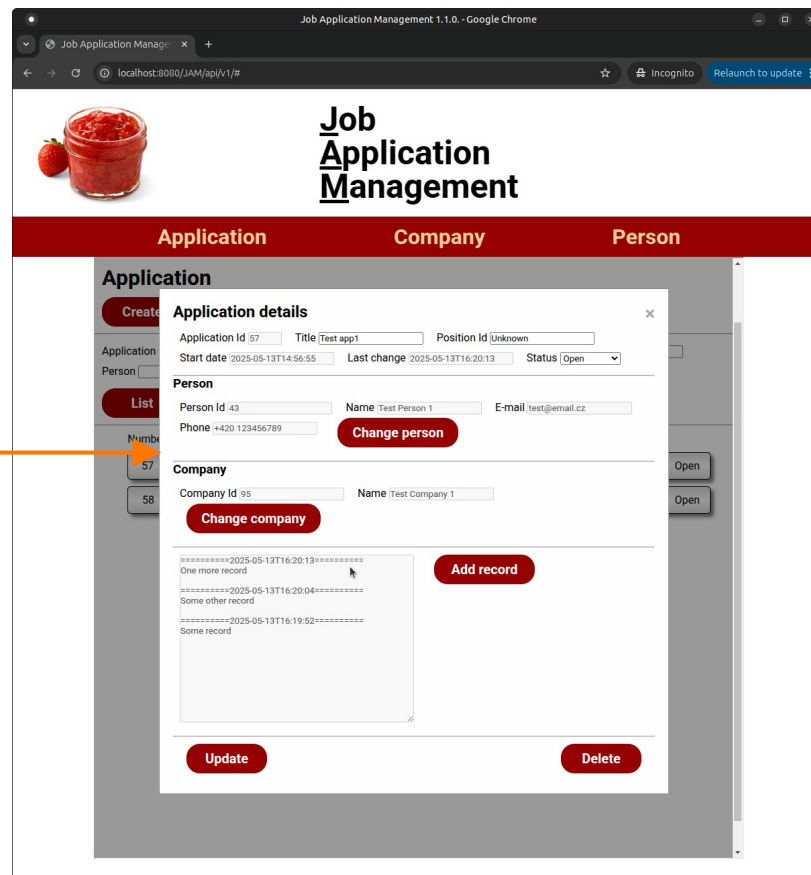 Job Application Management 1.1.0. - Google Chrome
Job Application Manage × +
localhost:8080/JAM/api/v1/# Incognito Relaunch to update
Job
Application
Management
Application Company Person
Application
Create
Application
Person
List
Number
57 Open
58 Open
Application details ×
Application Id 57 Title Test app1 Position Id Unknown
Start date 2025-05-13T14:56:55 Last change 2025-05-13T16:20:13 Status Open
Person
Person Id 43 Name Test Person 1 E-mail test@email.cz
Phone +420 123456789 Change person
Company
Company Id 95 Name Test Company 1
Change company
==========2025-05-13T16:20:13==========
One more record
Add record
==========2025-05-13T16:20:04==========
Some other record
==========2025-05-13T16:19:52==========
Some record
Update Delete